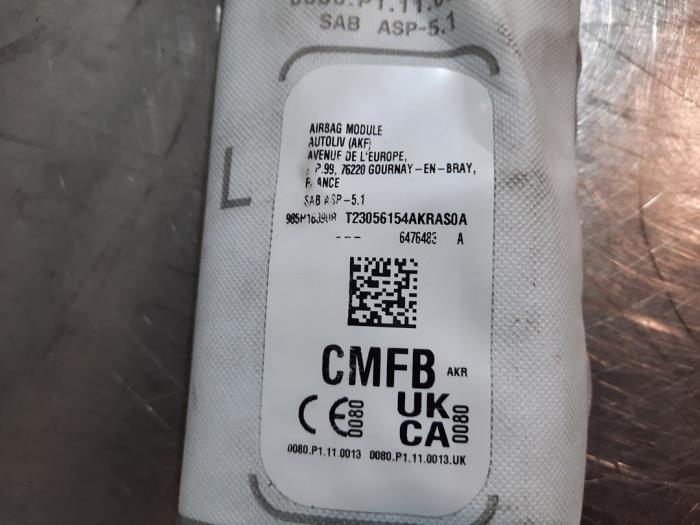 SAB ASP-5.1
L
AIRBAG MODULE
AUTOLIV (AKF)
AVENUE DE L'EUROPE,
76220 GOURNAY-EN-BRAY,
SAB ASP-5.1
T23056154AKRAS0A
--- 6476483 A
CMFB AKR
CE 0080 UK CA 0080
0080.P1.11.0013 0080.P1.11.0013.UK